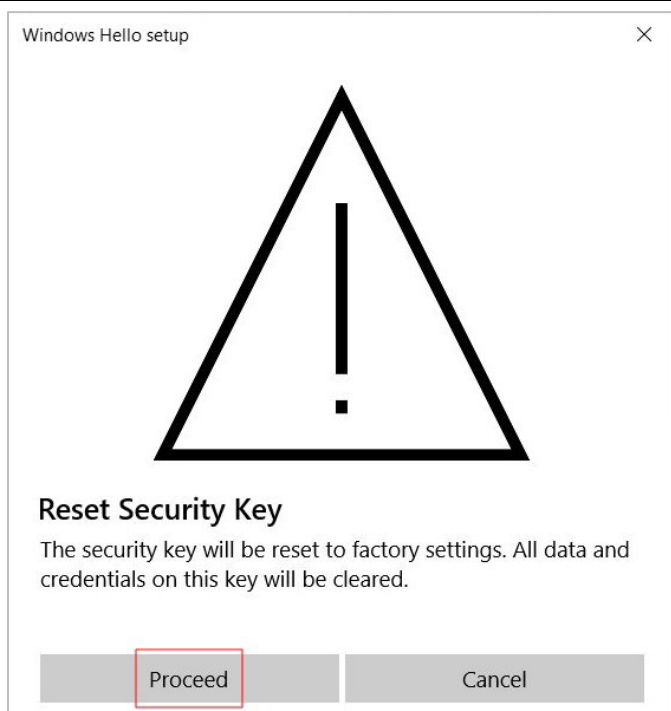 Windows Hello setup
Reset Security Key
The security key will be reset to factory settings. All data and
credentials on this key will be cleared.
Proceed Cancel